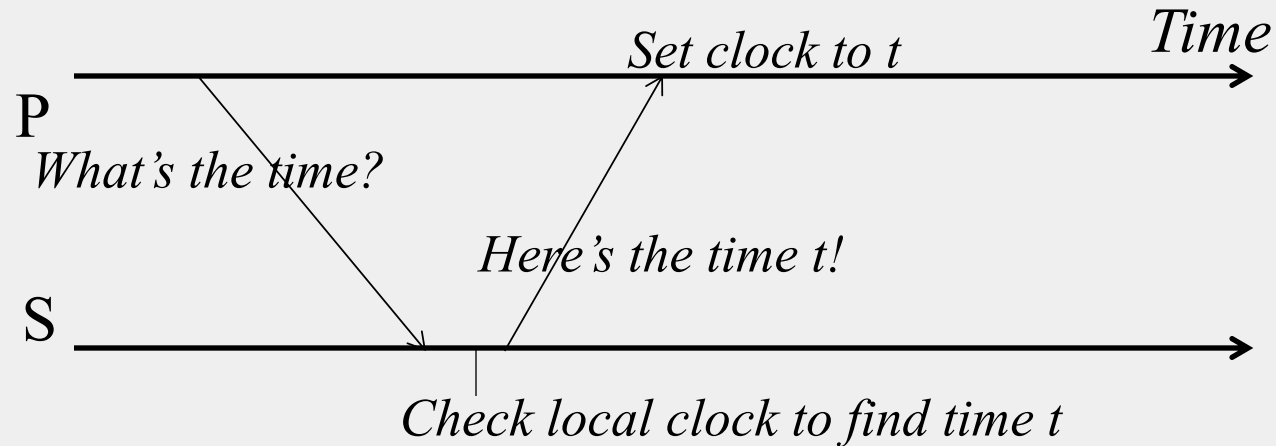 Time
Set clock to t
P
What’s the time?
Here’s the time t!
S
Check local clock to find time t